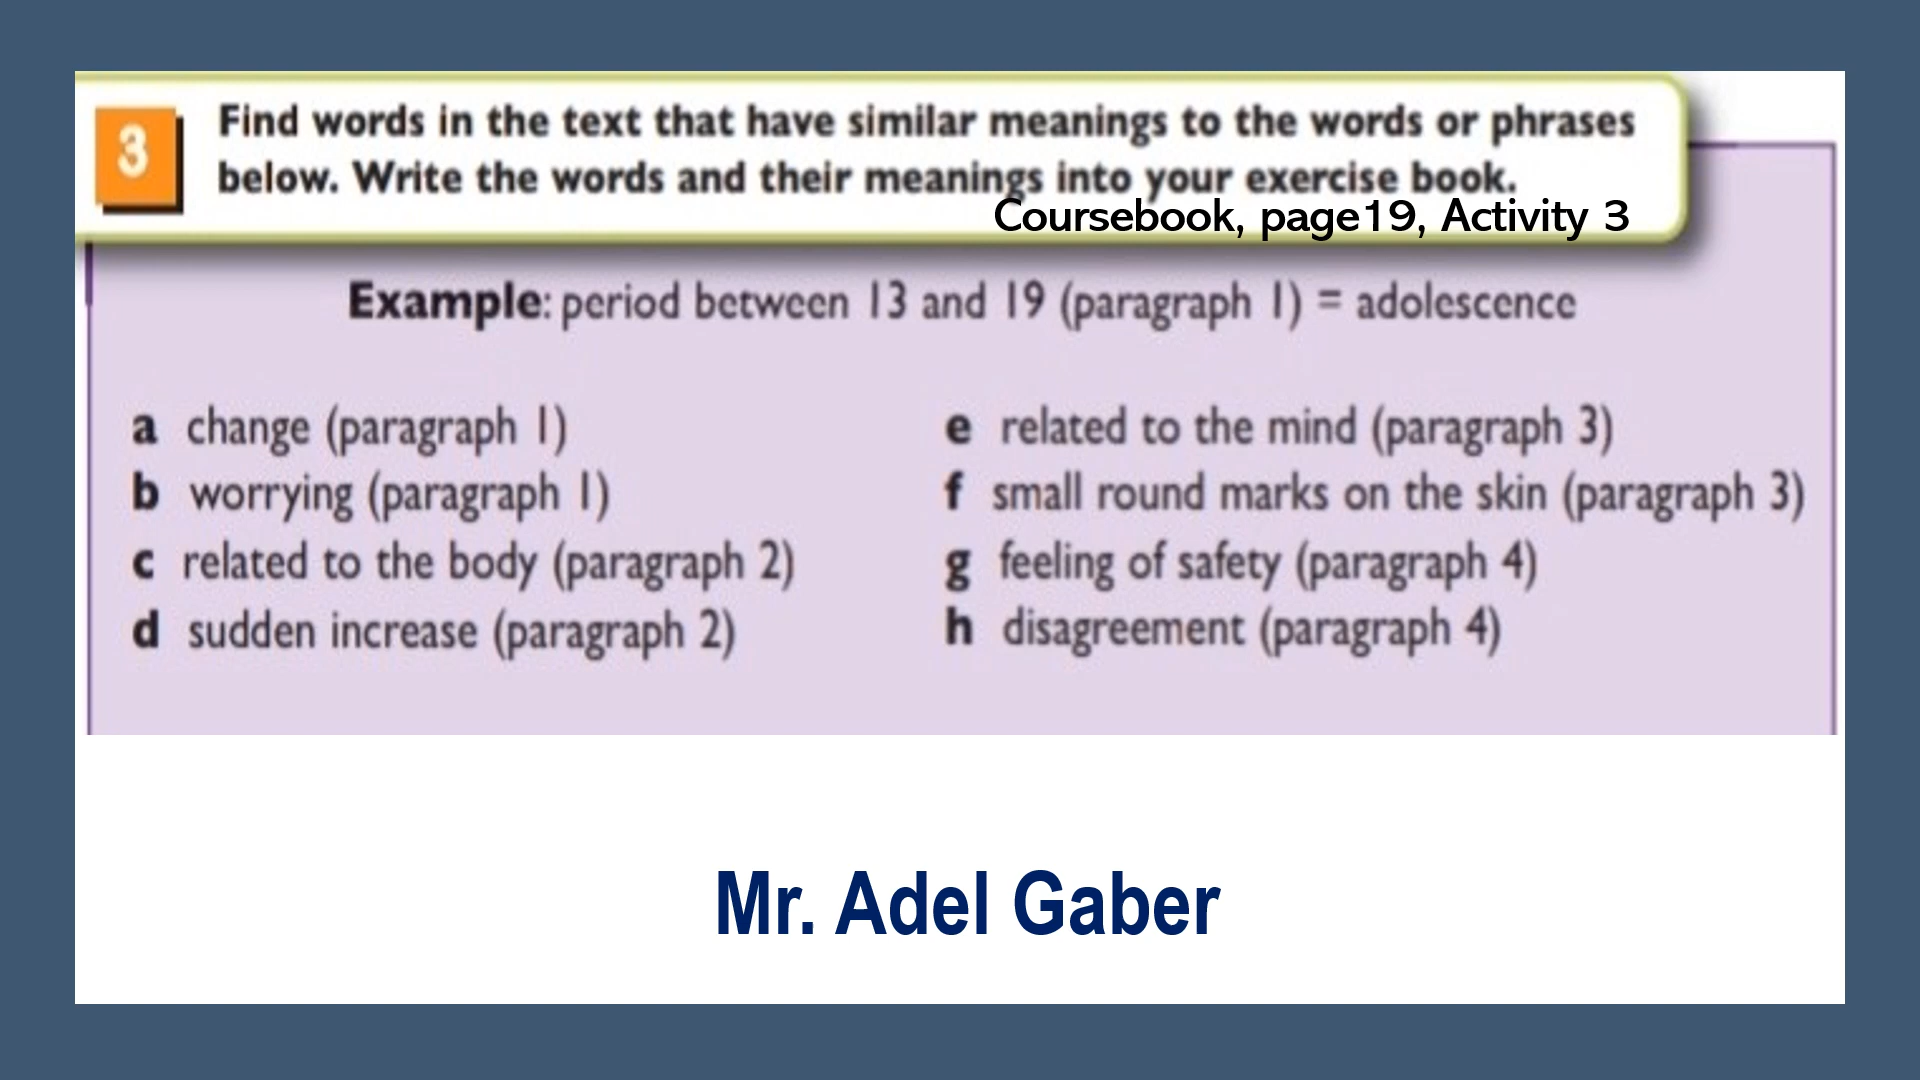 3
Find words in the text that have similar meanings to the words or phrases
below. Write the words and their meanings into your exercise book.
Coursebook, page19, Activity 3
Example: period between 13 and 19 (paragraph 1) = adolescence
a change (paragraph 1)
b worrying (paragraph 1)
c related to the body (paragraph 2)
d sudden increase (paragraph 2)
e related to the mind (paragraph 3)
f small round marks on the skin (paragraph 3)
g feeling of safety (paragraph 4)
h disagreement (paragraph 4)
Mr. Adel Gaber